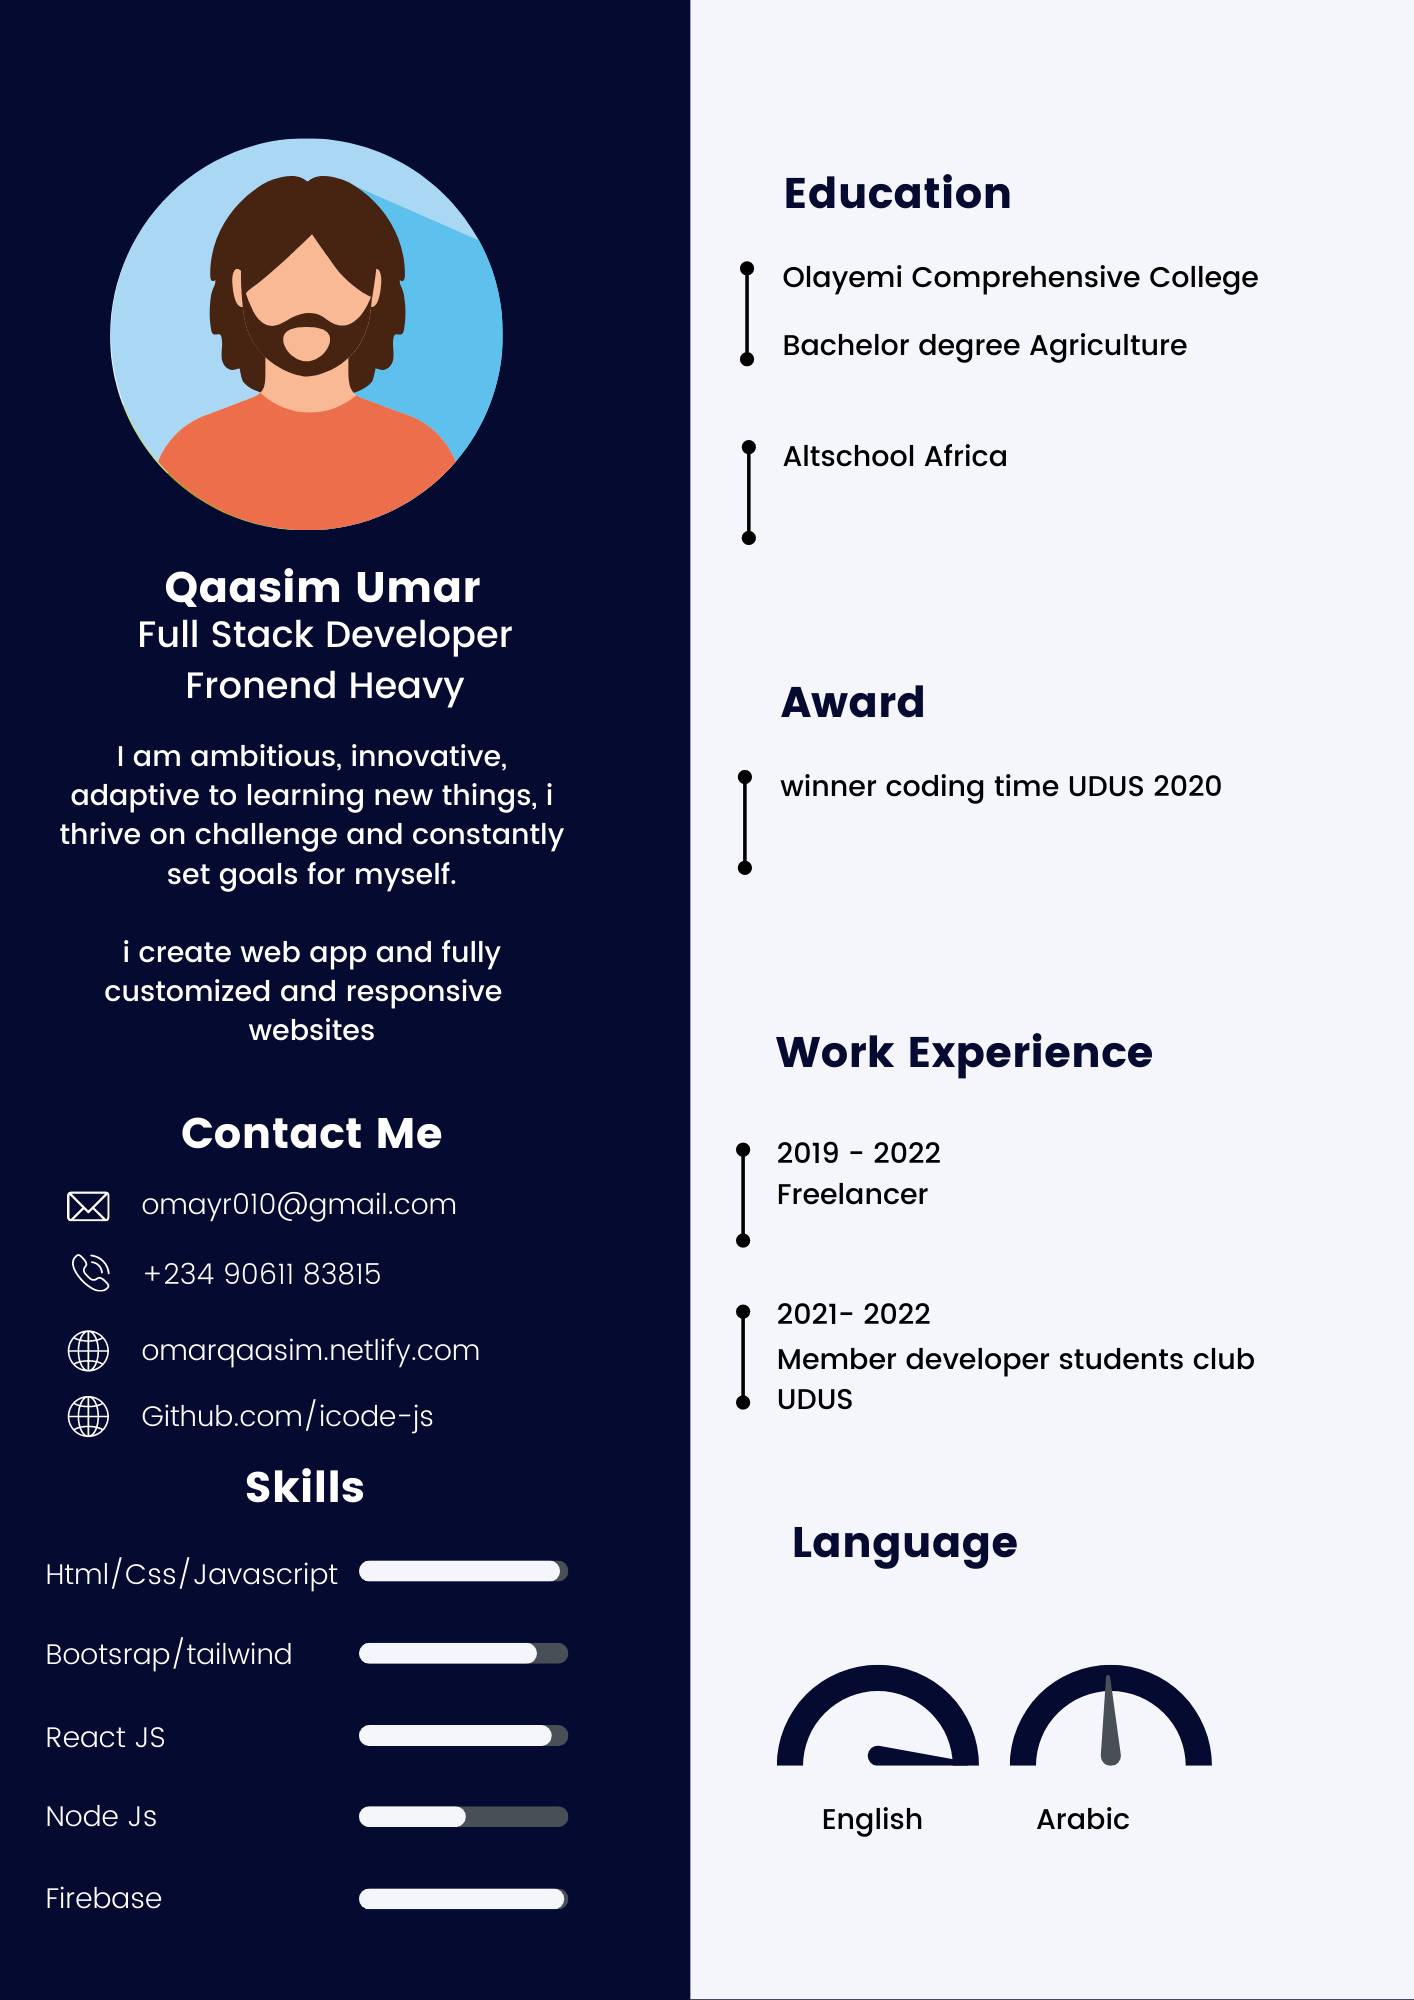 Qaasim Umar
Full Stack Developer
Fronend Heavy
I am ambitious, innovative,
adaptive to learning new things, i
thrive on challenge and constantly
set goals for myself.
i create web app and fully
customized and responsive
websites
Contact Me
omayr010@gmail.com
+234 90611 83815
omarqaasim.netlify.com
Github.com/icode-js
Skills
Html/Css/Javascript
Bootsrap/tailwind
React JS
Node Js
Firebase
Education
Olayemi Comprehensive College
Bachelor degree Agriculture
Altschool Africa
Award
winner coding time UDUS 2020
Work Experience
2019 - 2022
Freelancer
2021- 2022
Member developer students club
UDUS
Language
English
Arabic